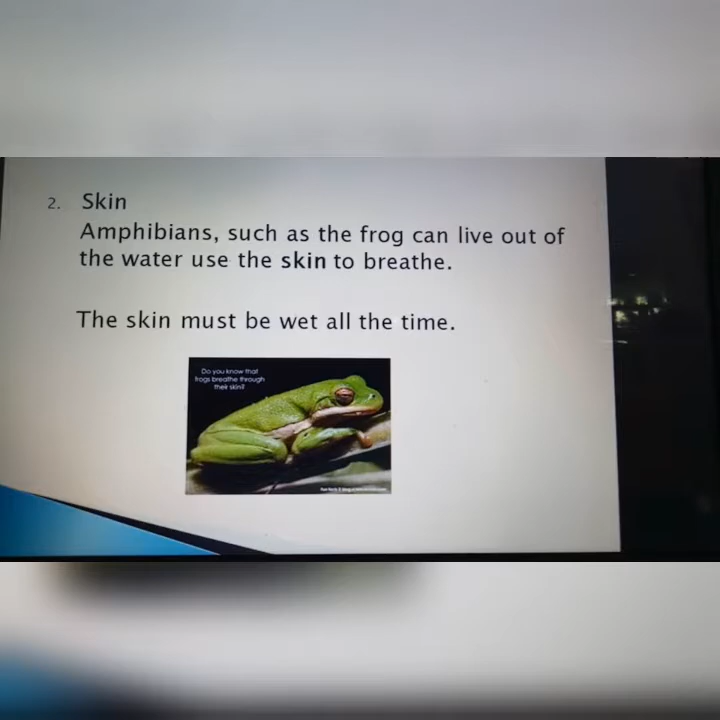 2. Skin
Amphibians, such as the frog can live out of
the water use the skin to breathe.
The skin must be wet all the time.
Do you know that
frogs breathe through
their skin?